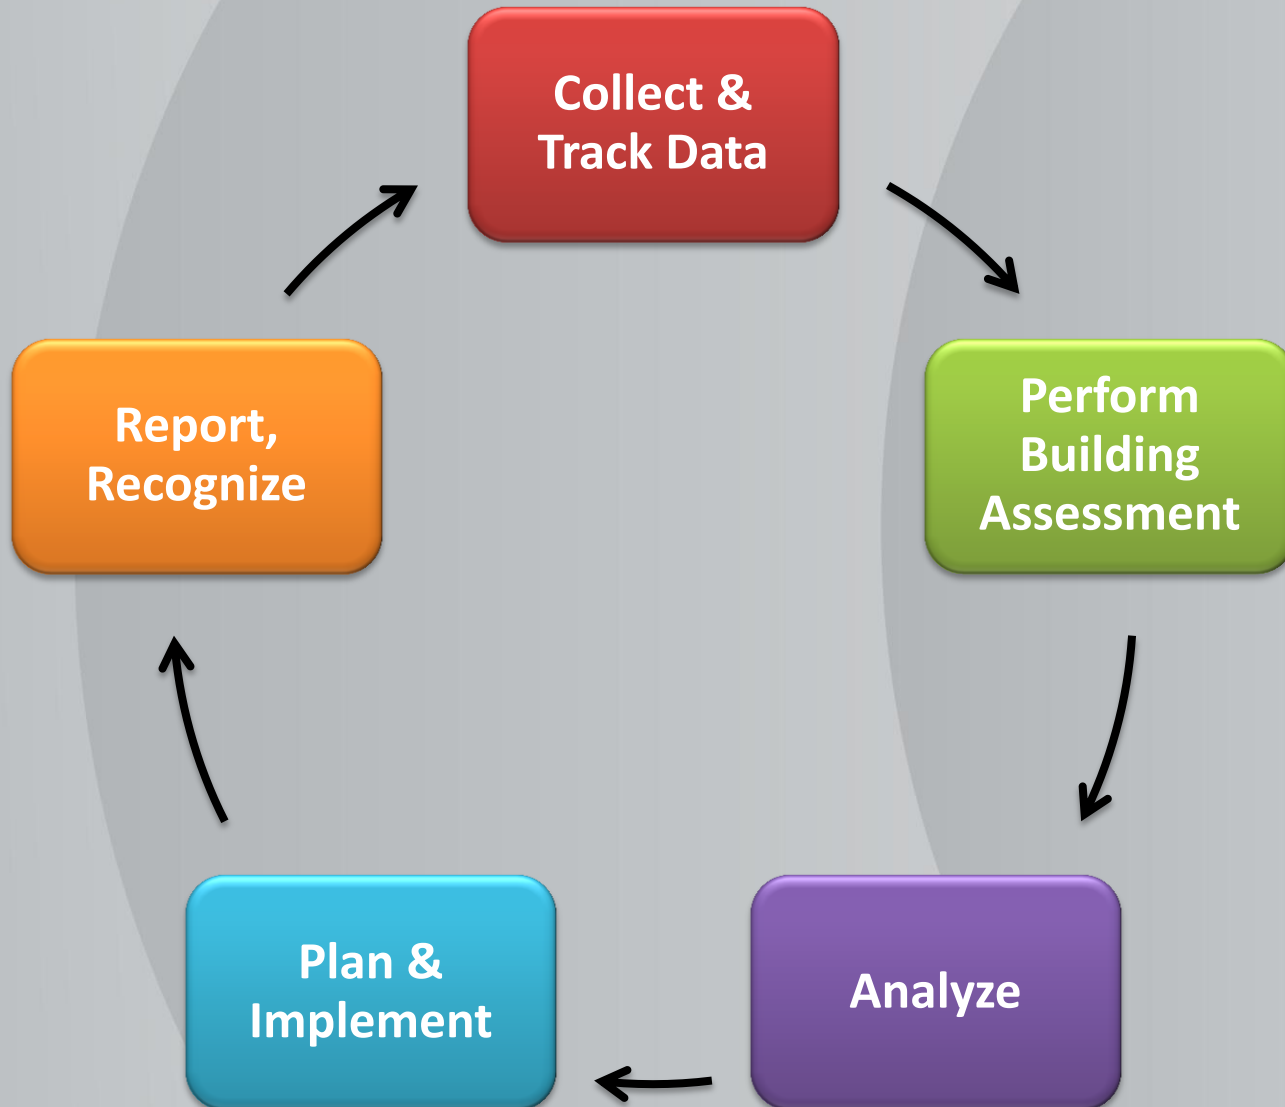 Collect &
Track Data
Perform
Building
Assessment
Analyze
Plan &
Implement
Report,
Recognize